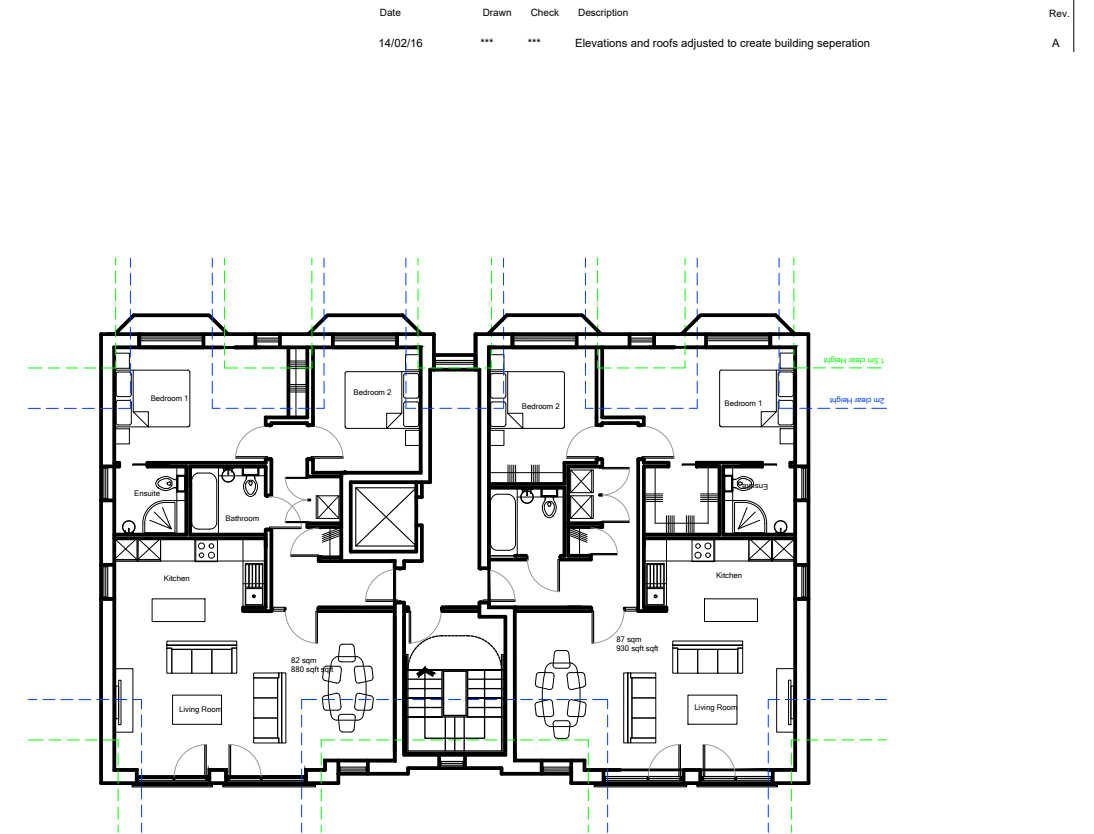 Date Drawn Check Description Rev.
14/02/16 *** *** Elevations and roofs adjusted to create building seperation A
1.5m clear Height
2m clear Height
Bedroom 1
Bedroom 2
Bedroom 2
Bedroom 1
Ensuite
Bathroom
Ensuite
Kitchen
Kitchen
82 sqm
880 sqft sqft
87 sqm
930 sqft sqft
Living Room
Living Room